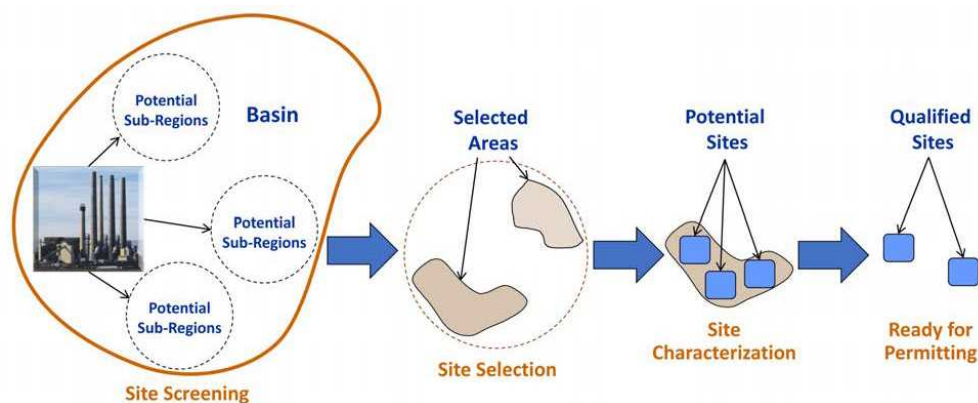 Potential
Sub-Regions
Basin
Potential
Sub-Regions
Potential
Sub-Regions
Site Screening
Selected
Areas
Site Selection
Potential
Sites
Site
Characterization
Qualified
Sites
Ready for
Permitting